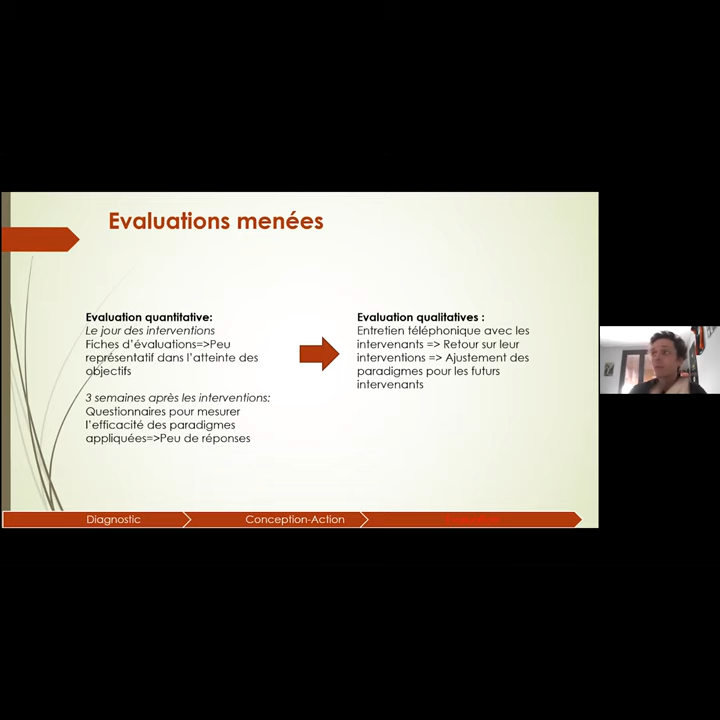 Evaluations menées
Evaluation quantitative:
Le jour des interventions
Fiches d'évaluations=>Peu
représentatif dans l'atteinte des
objectifs
3 semaines après les interventions:
Questionnaires pour mesurer
l'efficacité des paradigmes
appliquées=>Peu de réponses
Evaluation qualitatives :
Entretien téléphonique avec les
intervenants => Retour sur leur
interventions => Ajustement des
paradigmes pour les futurs
intervenants
Diagnostic
Conception-Action